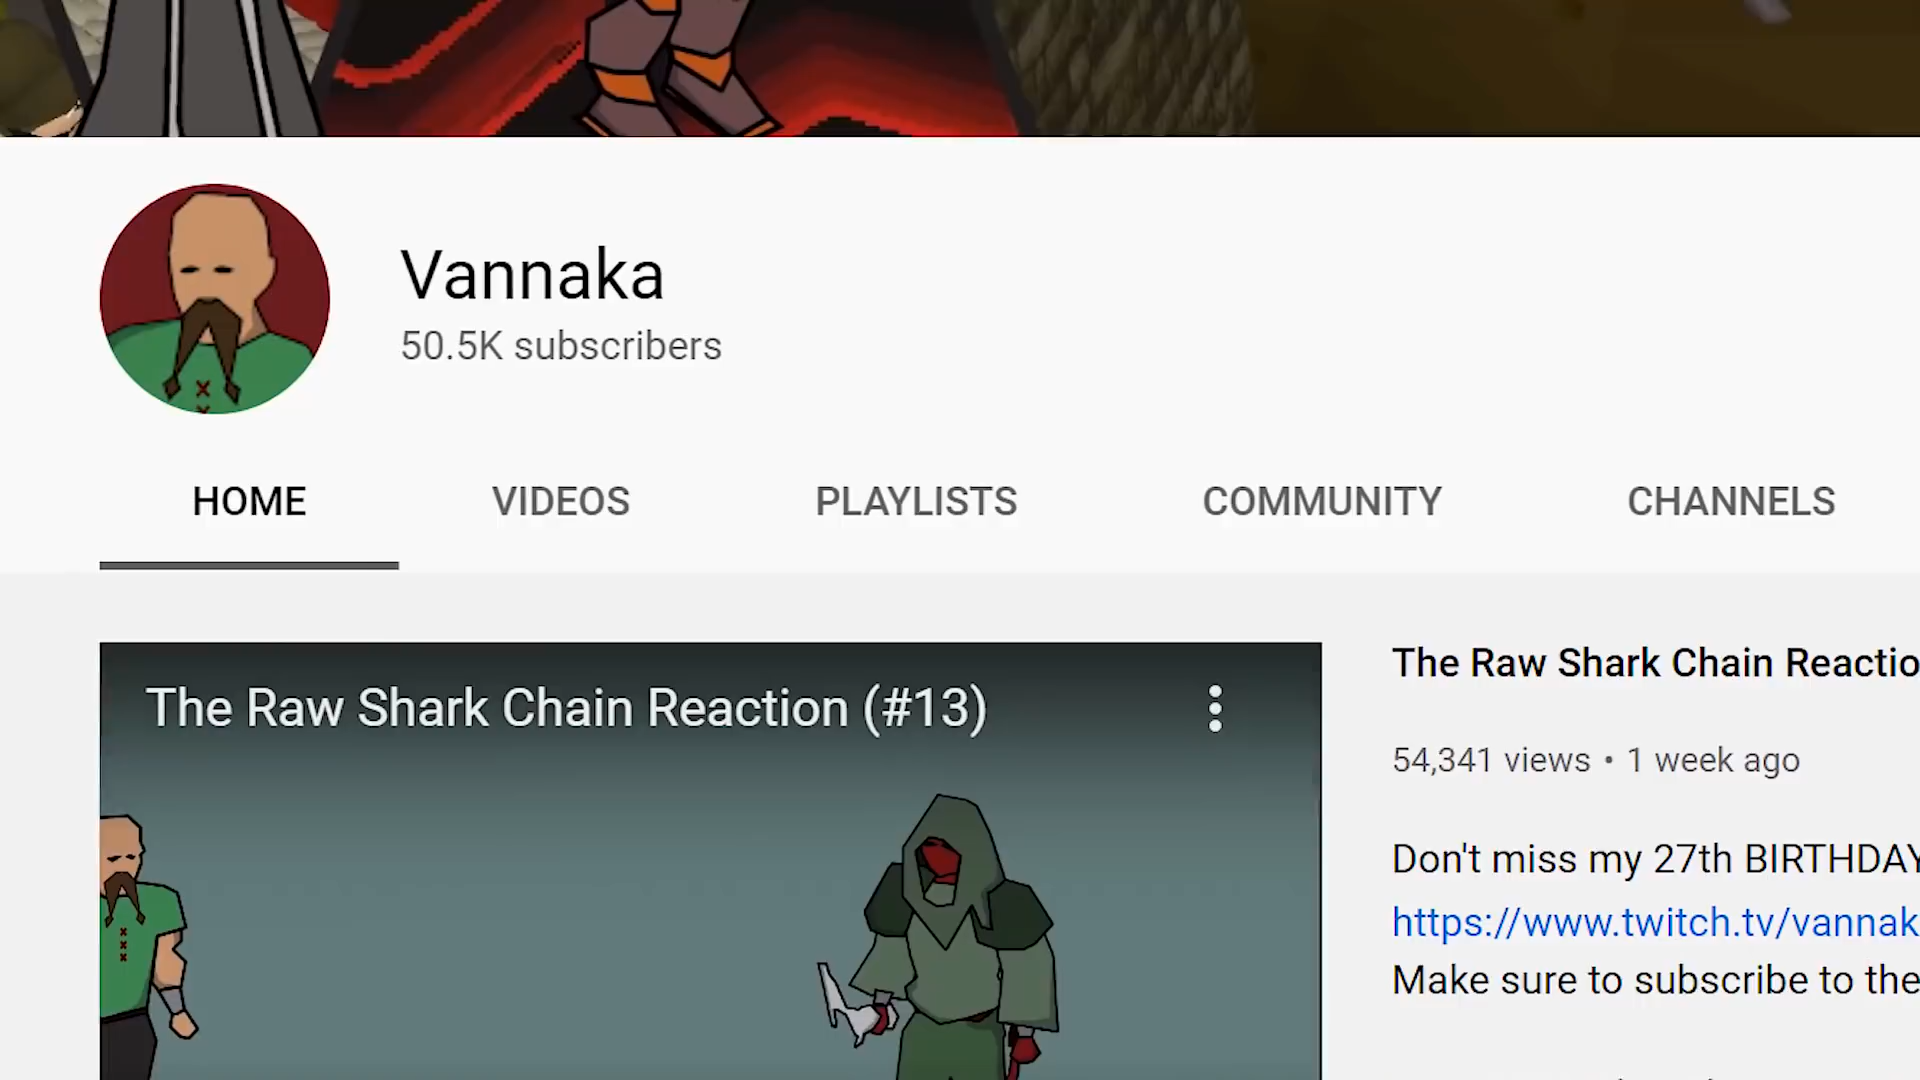 Vannaka
50.5K subscribers
HOME VIDEOS PLAYLISTS COMMUNITY CHANNELS
The Raw Shark Chain Reaction (#13)
The Raw Shark Chain Reactio
54,341 views • 1 week ago
Don't miss my 27th BIRTHDAY
https://www.twitch.tv/vannak
Make sure to subscribe to the